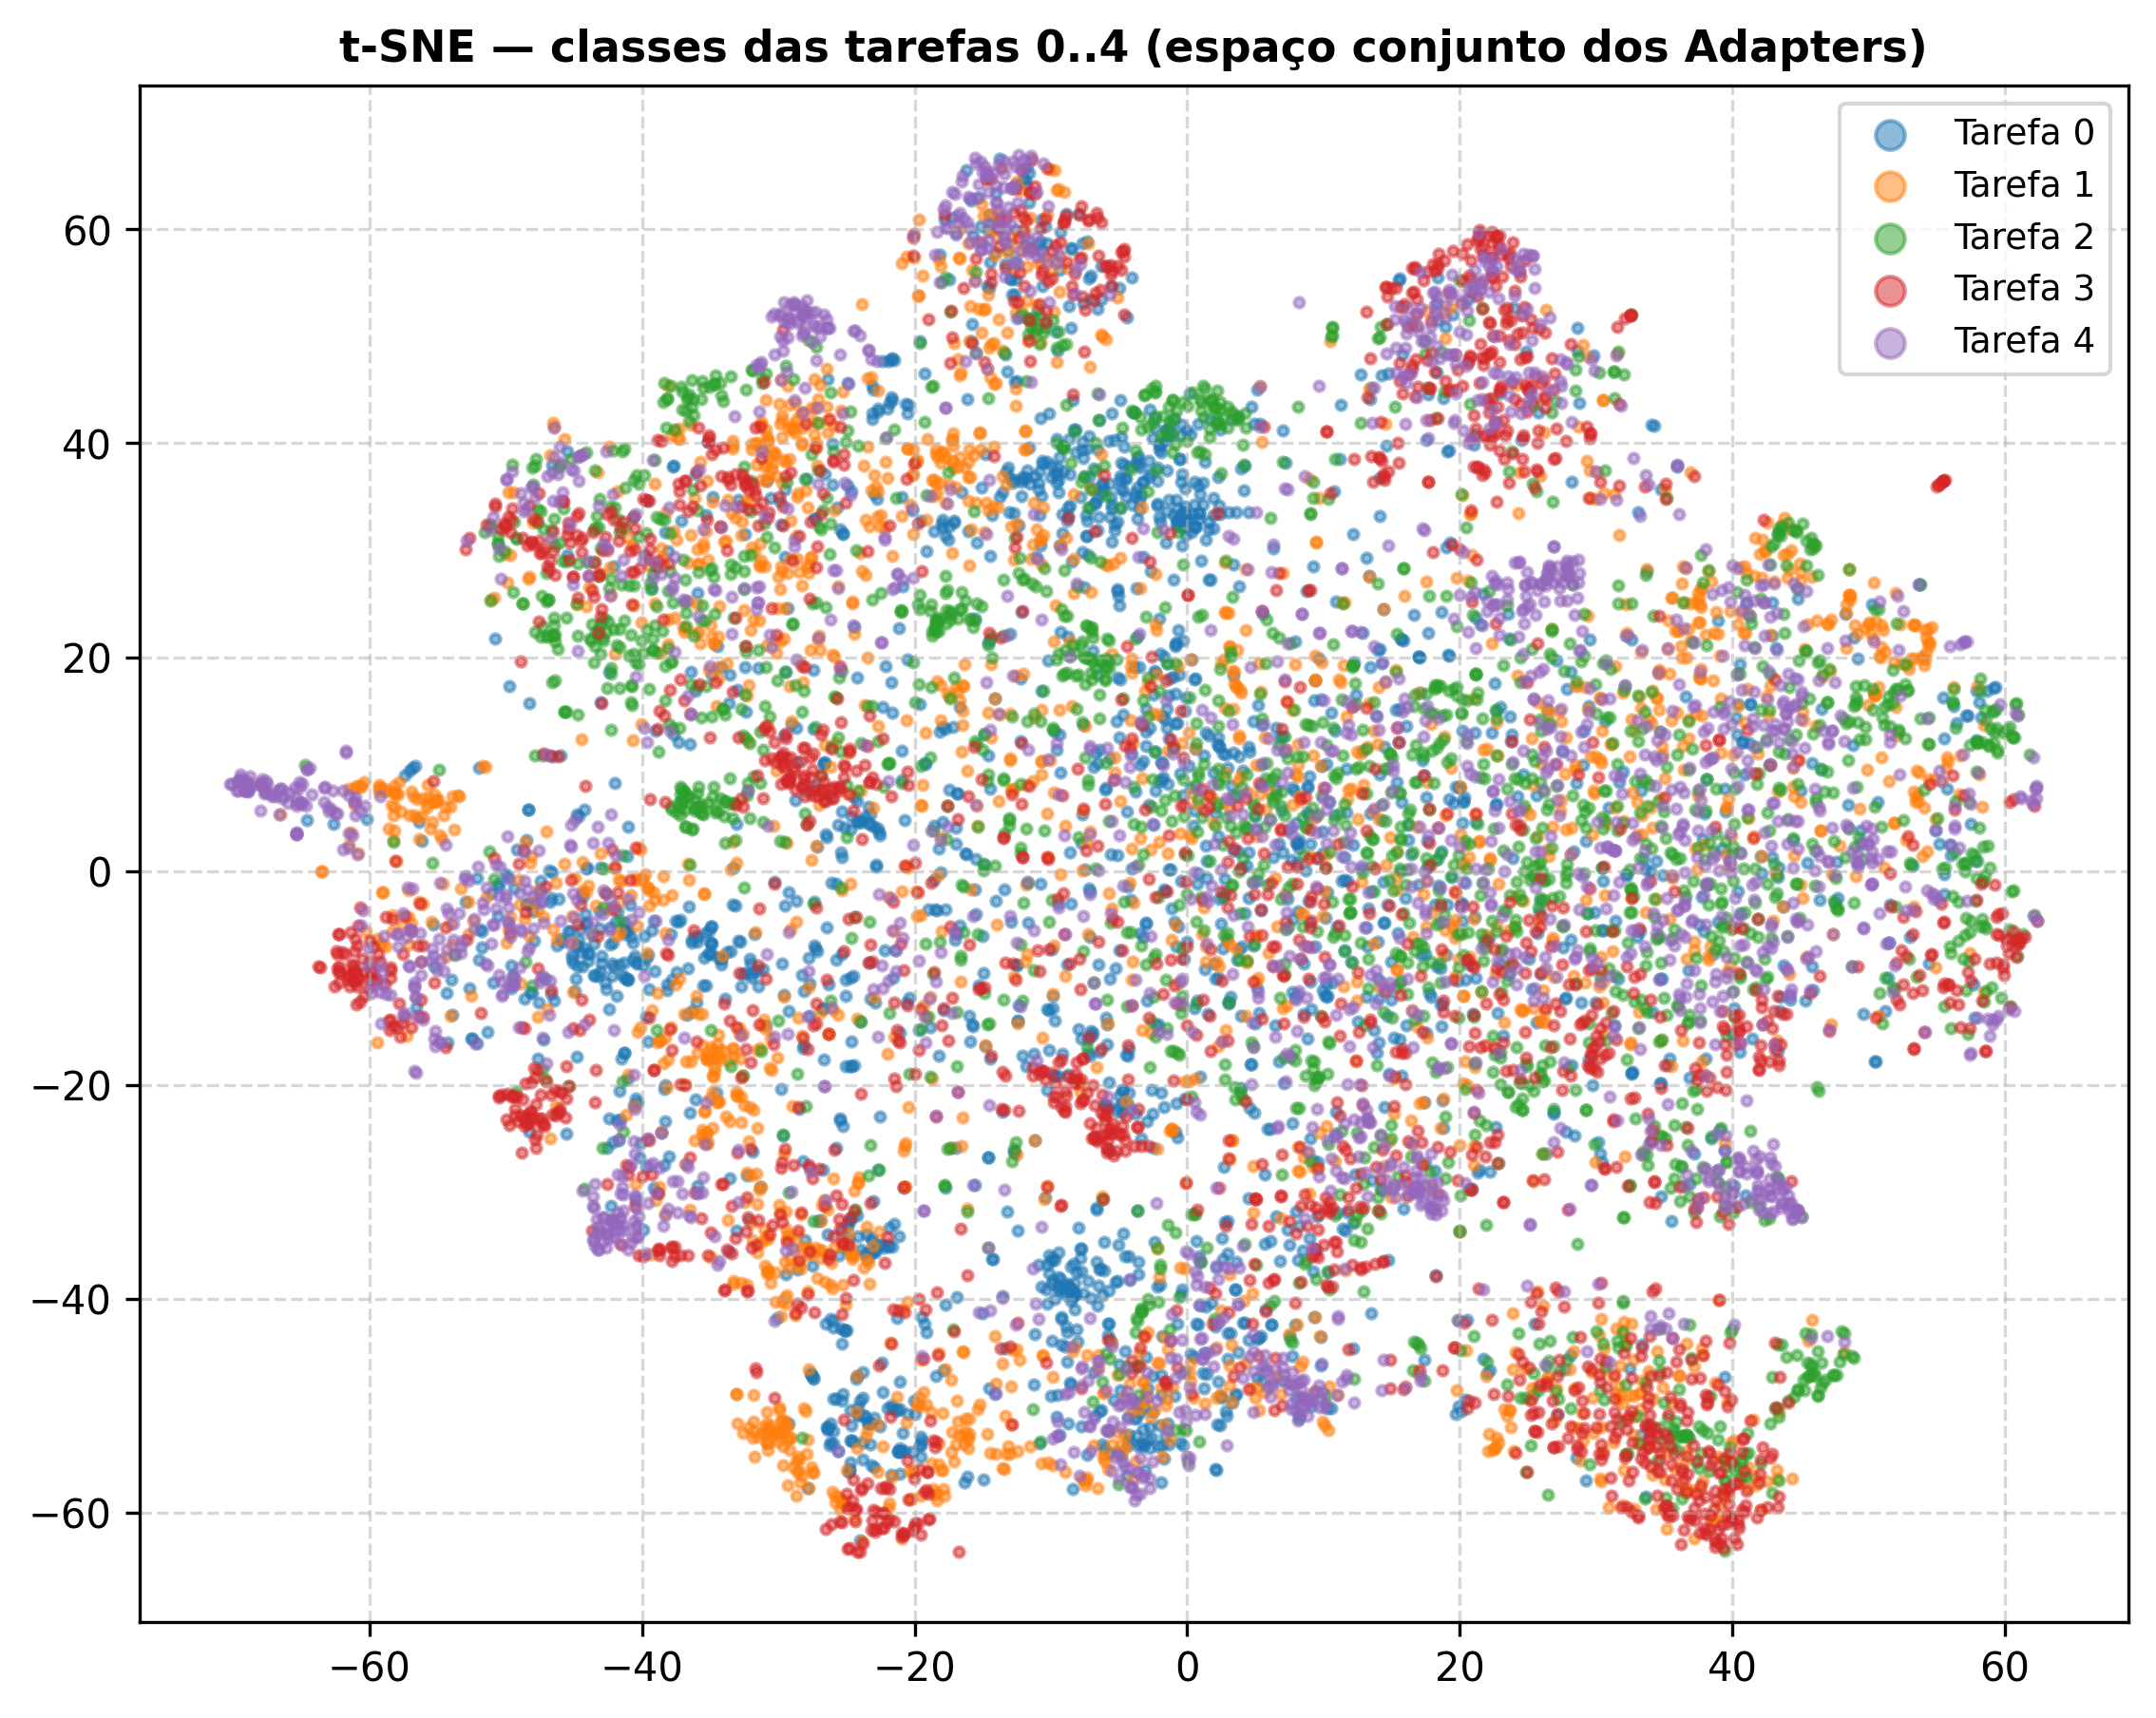 t-SNE — classes das tarefas 0..4 (espaço conjunto dos Adapters)
Tarefa 0
Tarefa 1
Tarefa 2
Tarefa 3
Tarefa 4
60
40
20
0
−20
−40
−60
−60 −40 −20 0 20 40 60